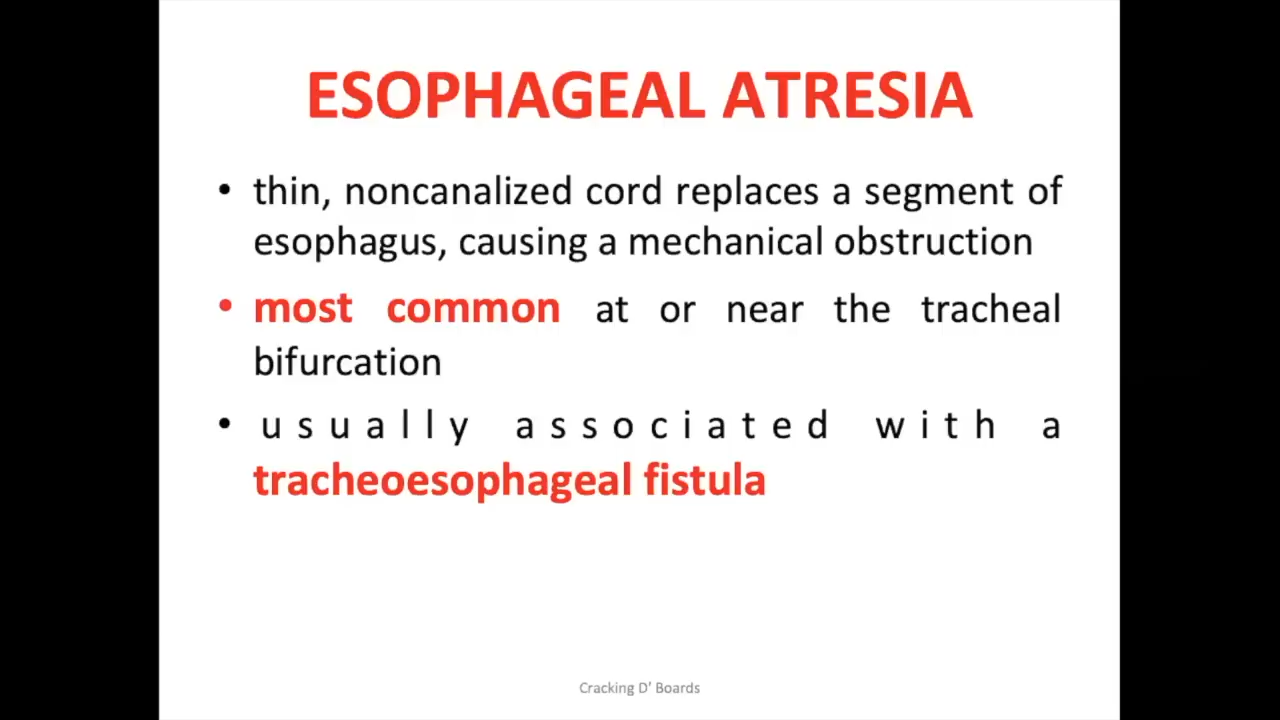 ESOPHAGEAL ATRESIA
• thin, noncanalized cord replaces a segment of
esophagus, causing a mechanical obstruction
• most common at or near the tracheal
bifurcation
• usually associated with a
tracheoesophageal fistula
Cracking D’ Boards